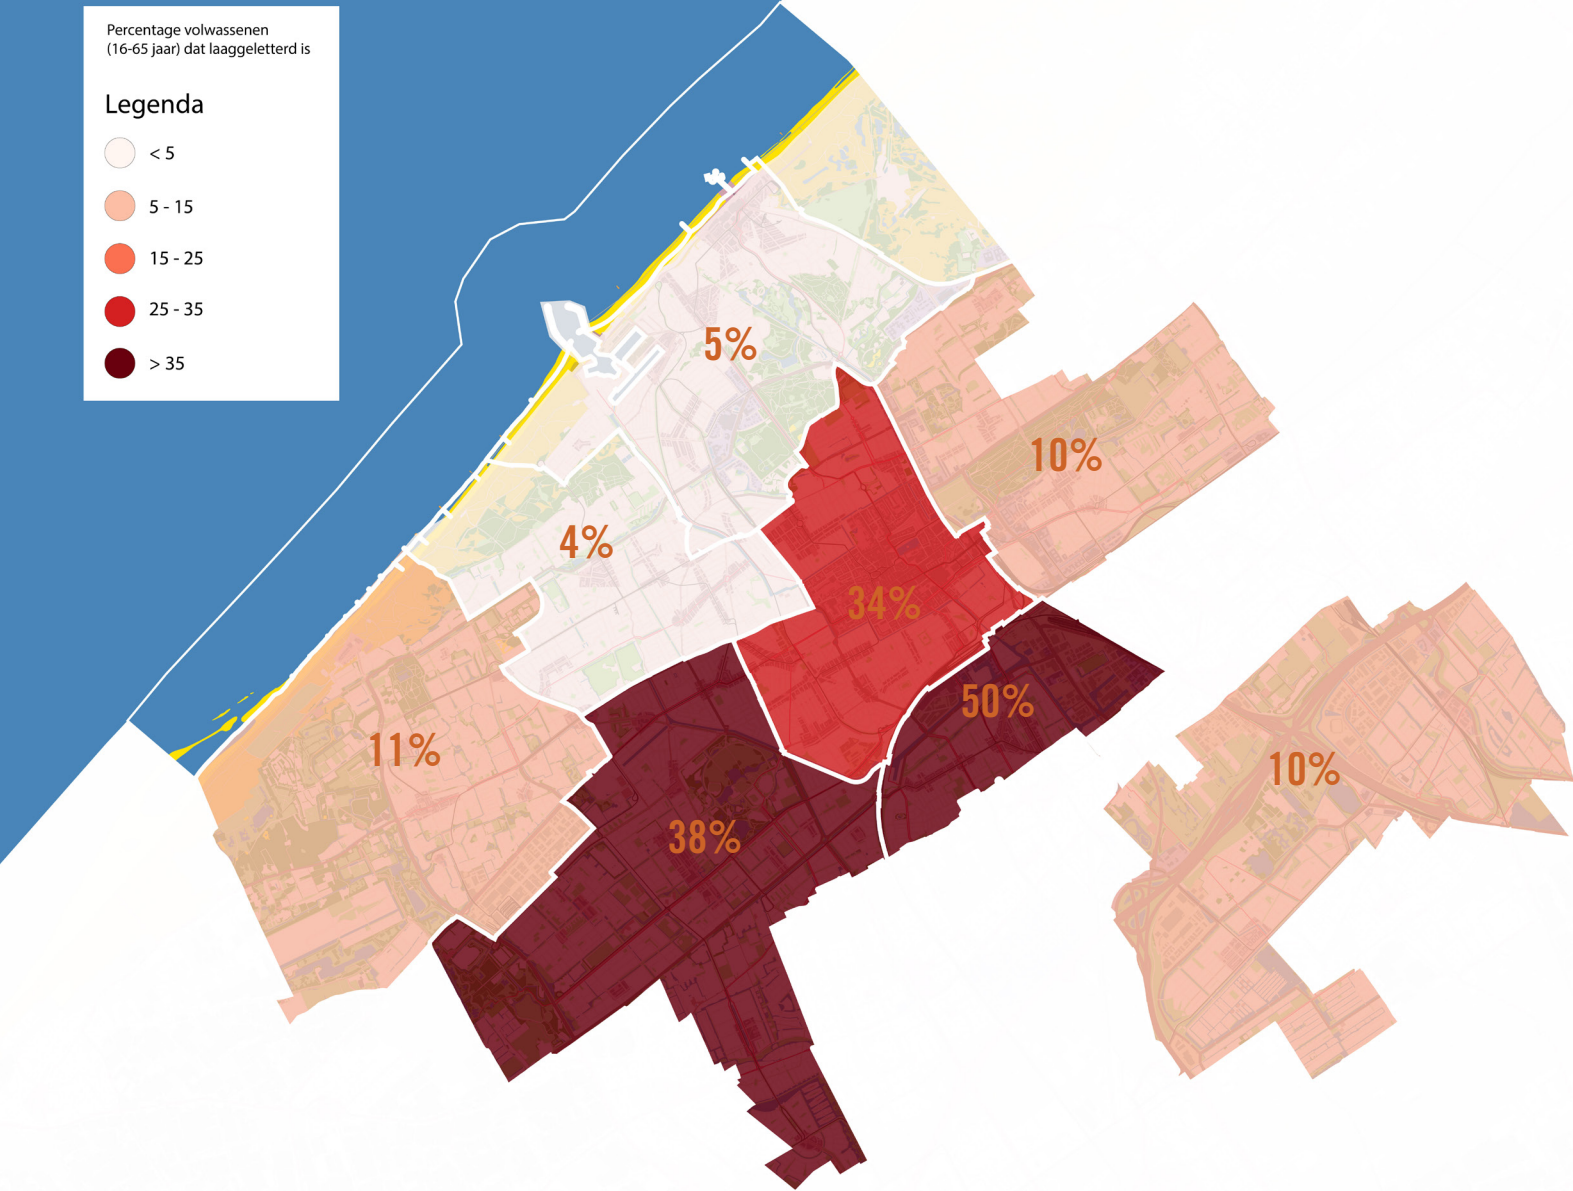 Percentage volwassenen
(16-65 jaar) dat laaggeletterd is
Legenda
< 5
5 - 15
15 - 25
25 - 35
> 35
5%
10%
4%
34%
50%
11%
10%
38%